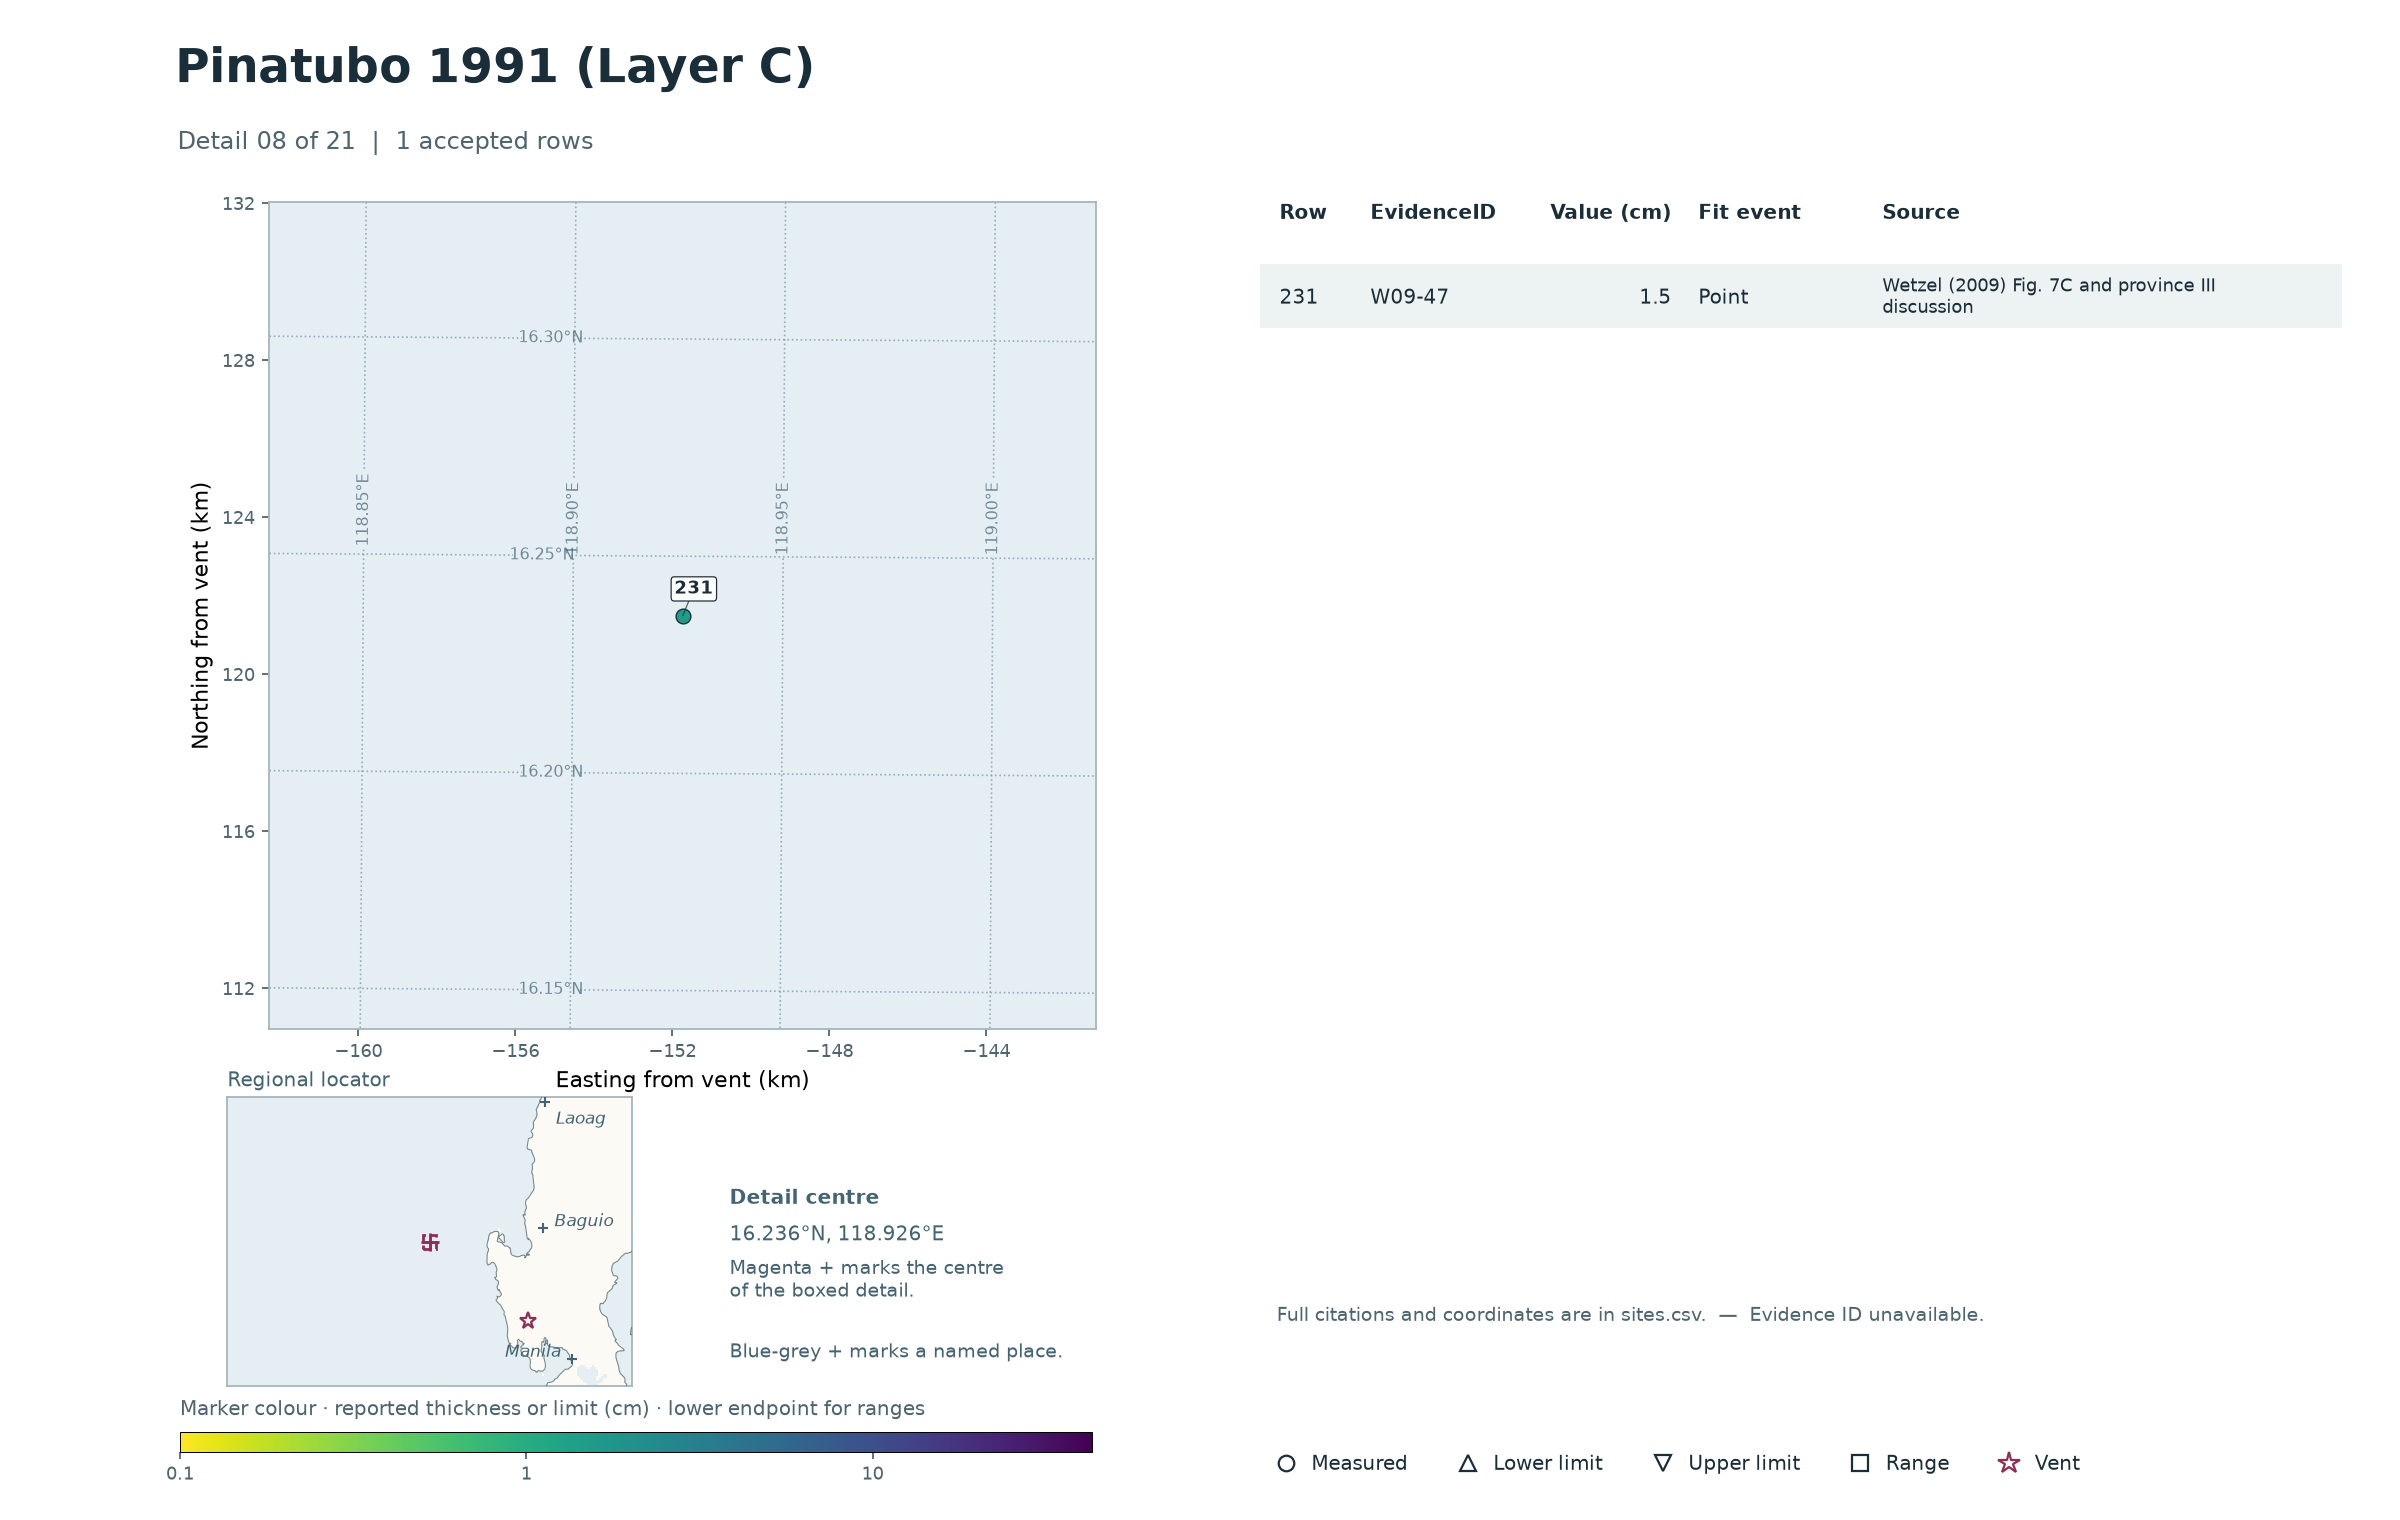 Pinatubo 1991 (Layer C)
Detail 08 of 21 | 1 accepted rows
Row EvidenceID Value (cm) Fit event Source
231 W09-47 1.5 Point Wetzel (2009) Fig. 7C and province III
discussion
132
128
124
120
116
112
Northing from vent (km)
16.30°N
16.25°N
16.20°N
16.15°N
118.85°E
118.90°E
118.95°E
119.00°E
231
−160 −156 −152 −148 −144
Easting from vent (km)
Regional locator
Laoag
Baguio
Manila
Detail centre
16.236°N, 118.926°E
Magenta + marks the centre
of the boxed detail.
Blue-grey + marks a named place.
Full citations and coordinates are in sites.csv. — Evidence ID unavailable.
Marker colour · reported thickness or limit (cm) · lower endpoint for ranges
0.1 1 10
Measured Lower limit Upper limit Range Vent